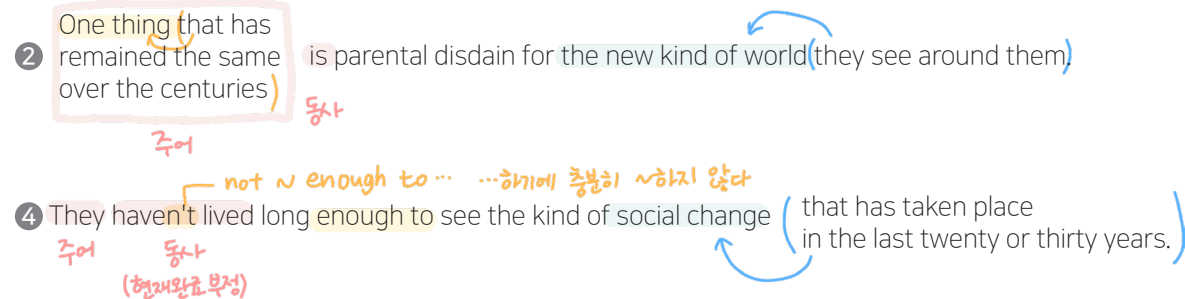 One thing (that has
2 remained the same
over the centuries)
is parental disdain for the new kind of world (they see around them).
동사
주어
not ~ enough to … …하기에 충분히 ~하지 않다
4 They haven't lived long enough to see the kind of social change
(that has taken place
in the last twenty or thirty years.)
주어 동사
(현재완료 부정)